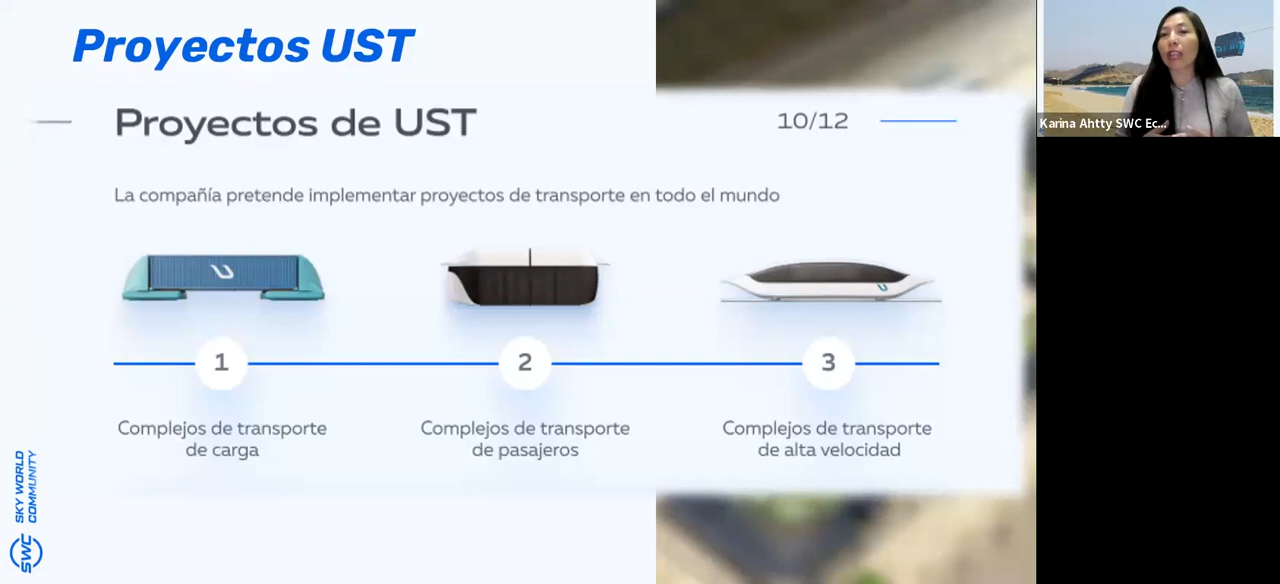 Proyectos UST
Proyectos de UST
10/12
La compañía pretende implementar proyectos de transporte en todo el mundo
1
2
3
Complejos de transporte
de carga
Complejos de transporte
de pasajeros
Complejos de transporte
de alta velocidad
SKY WORLD
COMMUNITY
SWC
Karina Ahtty SWC Ec...